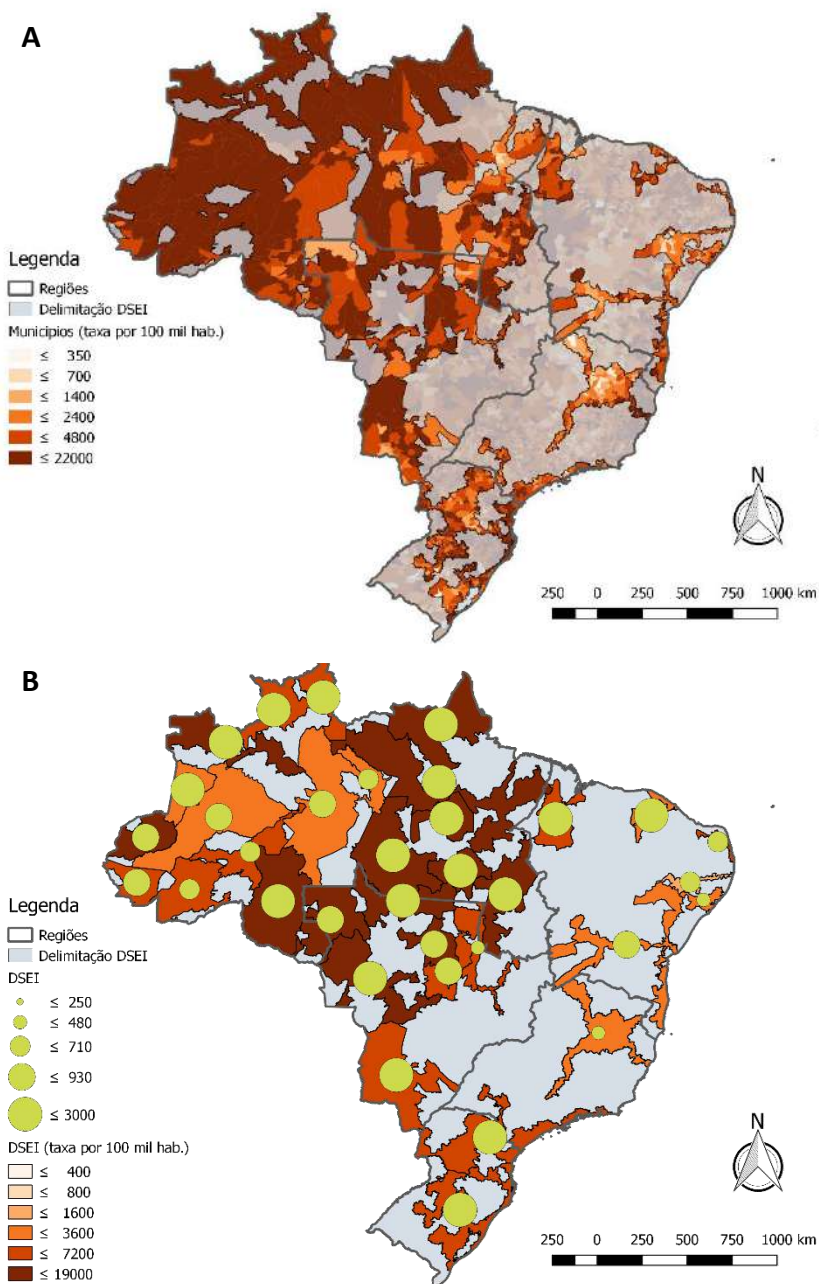 A
Legenda
Regiões
Delimitação DSEI
Municípios (taxa por 100 mil hab.)
≤ 350
≤ 700
≤ 1400
≤ 2400
≤ 4800
≤ 22000
N
250 0 250 500 750 1000 km
B
Legenda
Regiões
Delimitação DSEI
DSEI
≤ 250
≤ 480
≤ 710
≤ 930
≤ 3000
DSEI (taxa por 100 mil hab.)
≤ 400
≤ 800
≤ 1600
≤ 3600
≤ 7200
≤ 19000
N
250 0 250 500 750 1000 km